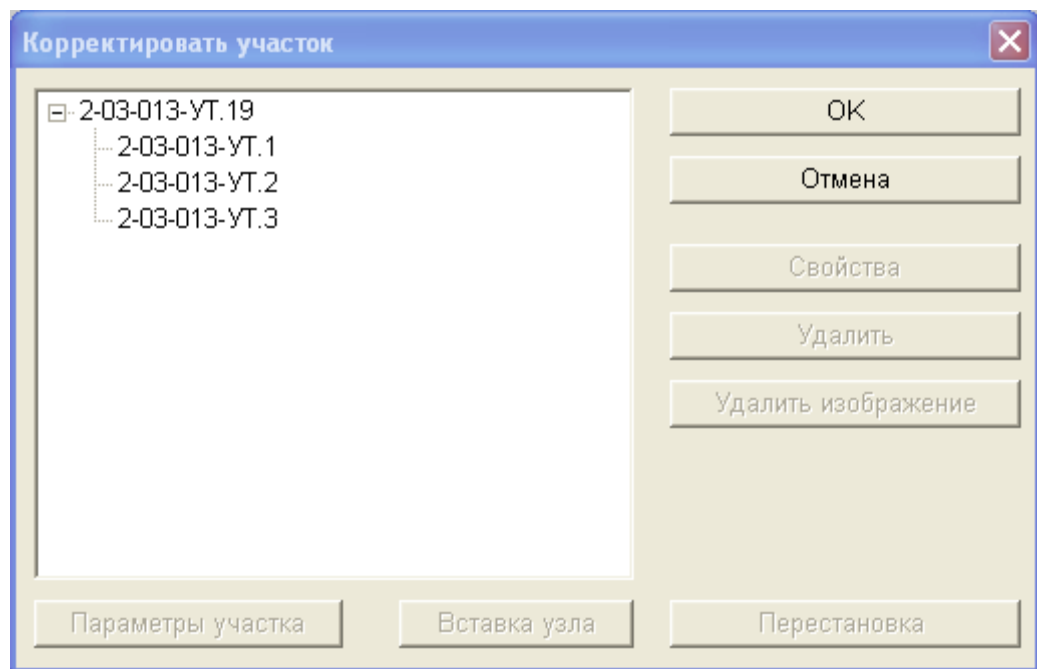 Корректировать участок
2-03-013-УТ.19
2-03-013-УТ.1
2-03-013-УТ.2
2-03-013-УТ.3
OK
Отмена
Свойства
Удалить
Удалить изображение
Параметры участка
Вставка узла
Перестановка